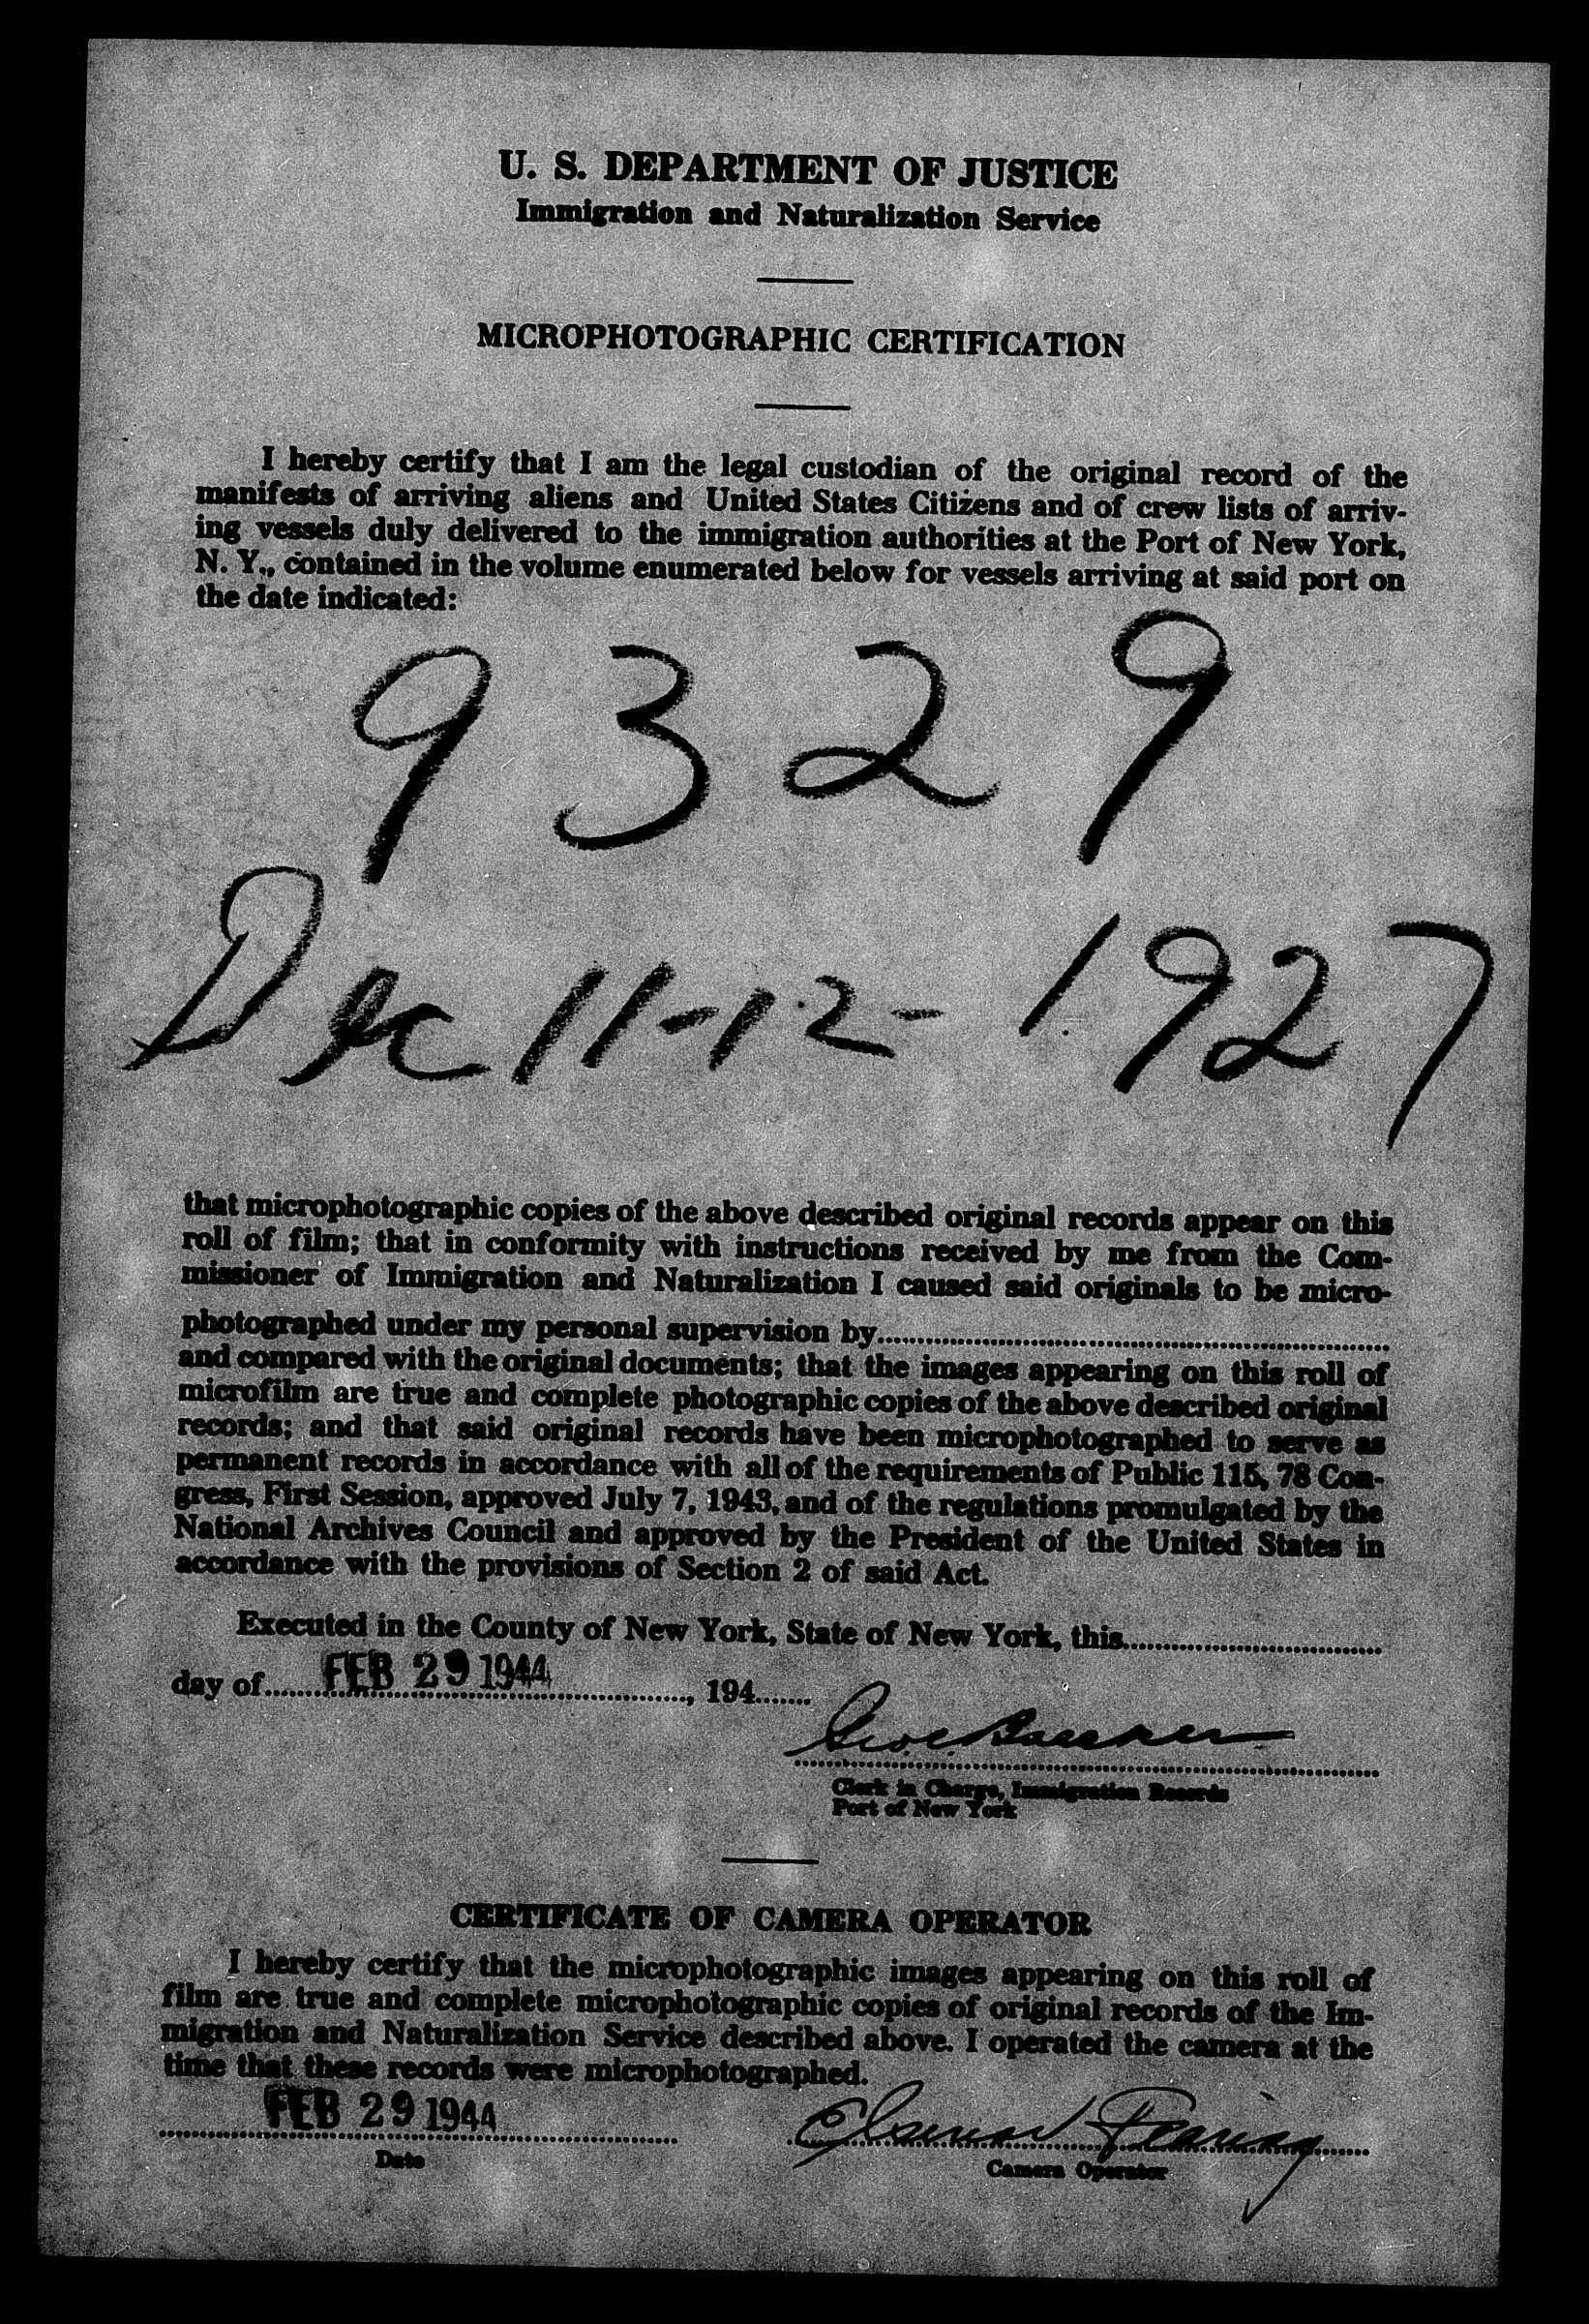 U. S. DEPARTMENT OF JUSTICE
Immigration and Naturalization Service
MICROPHOTOGRAPHIC CERTIFICATION
I hereby certify that I am the legal custodian of the original record of the
manifests of arriving aliens and United States Citizens and of crew lists of arriv-
ing vessels duly delivered to the immigration authorities at the Port of New York,
N. Y., contained in the volume enumerated below for vessels arriving at said port on
the date indicated:
9329
Dec 11-12-1927
that microphotographic copies of the above described original records appear on this
roll of film; that in conformity with instructions received by me from the Com-
missioner of Immigration and Naturalization I caused said originals to be micro-
photographed under my personal supervision by
and compared with the original documents; that the images appearing on this roll of
microfilm are true and complete photographic copies of the above described original
records; and that said original records have been microphotographed to serve as
permanent records in accordance with all of the requirements of Public 115, 78 Con-
gress, First Session, approved July 7, 1943, and of the regulations promulgated by the
National Archives Council and approved by the President of the United States in
accordance with the provisions of Section 2 of said Act.
Executed in the County of New York, State of New York, this
day of FEB 29 1944, 194
Clerk in Charge, Immigration Records
Port of New York
CERTIFICATE OF CAMERA OPERATOR
I hereby certify that the microphotographic images appearing on this roll of
film are true and complete microphotographic copies of original records of the Im-
migration and Naturalization Service described above. I operated the camera at the
time that these records were microphotographed.
FEB 29 1944
Date
Camera Operator